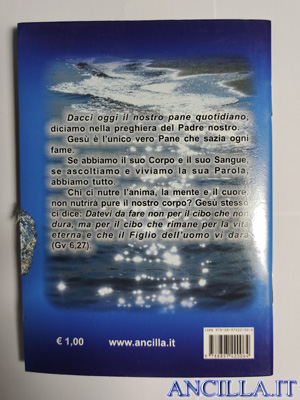 Dacci oggi il nostro pane quotidiano,
diciamo nella preghiera del Padre nostro.
Gesù è l'unico vero Pane che sazia ogni
fame.
Se abbiamo il suo Corpo e il suo Sangue,
se ascoltiamo e viviamo la sua Parola,
abbiamo tutto.
Chi ci nutre l'anima, la mente e il cuore
non nutrirà pure il nostro corpo? Gesù stesso
ci dice: Datevi da fare non per il cibo che non
dura, ma per il cibo che rimane per la vita
eterna e che il Figlio dell'uomo vi darà
(Gv 6,27).
€ 1,00
www.ancilla.it
ANCILLA.IT